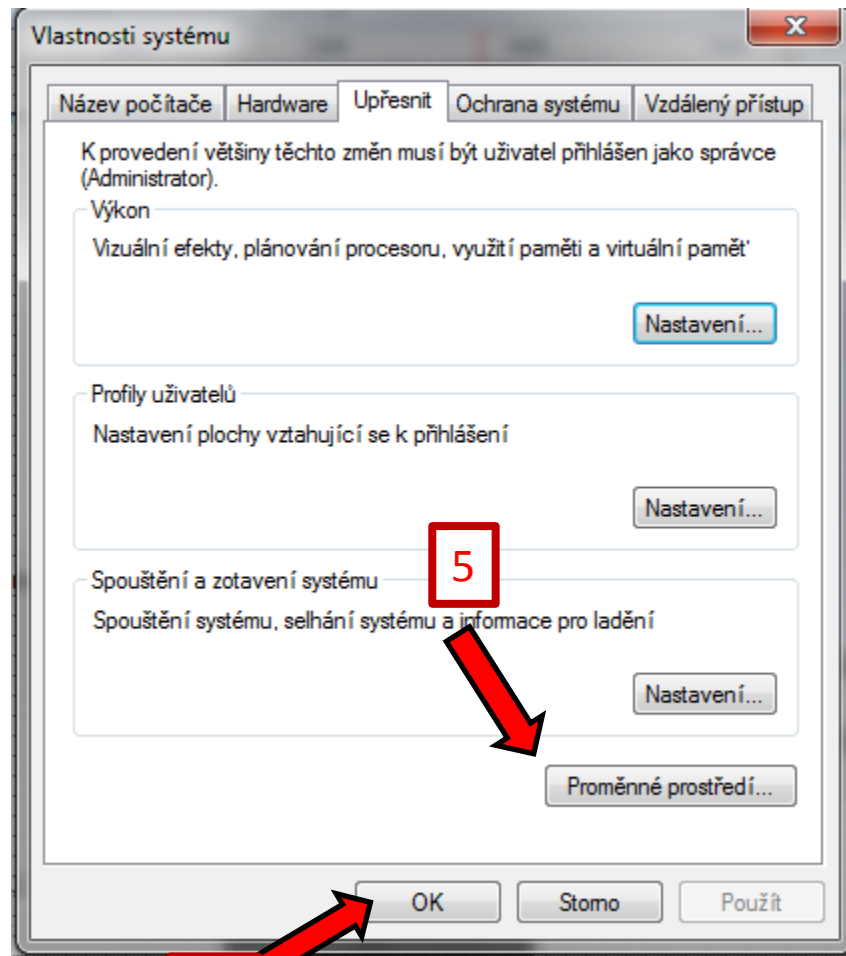 Vlastnosti systému
Název počítače
Hardware
Upřesnit
Ochrana systému
Vzdálený přístup
K provedení většiny těchto změn musí být uživatel přihlášen jako správce
(Administrator).
Výkon
Vizuální efekty, plánování procesoru, využití paměti a virtuální paměť
Nastavení...
Profily uživatelů
Nastavení plochy vztahující se k přihlášení
Nastavení...
5
Spouštění a zotavení systému
Spouštění systému, selhání systému a informace pro ladění
Nastavení...
Proměnné prostředí...
OK
Storno
Použít